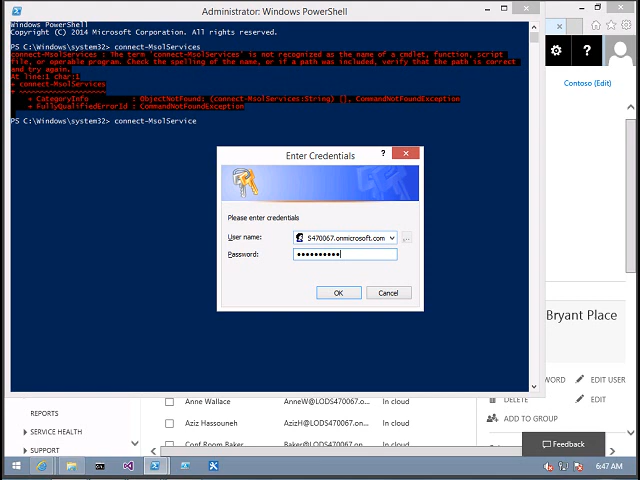 Administrator: Windows PowerShell
Windows PowerShell
Copyright (C) 2014 Microsoft Corporation. All rights reserved.
PS C:\Windows\system32> connect-MsolServices
connect-MsolServices : The term 'connect-MsolServices' is not recognized as the name of a cmdlet, function, script
file, or operable program. Check the spelling of the name, or if a path was included, verify that the path is correct
and try again.
At line:1 char:1
+ connect-MsolServices
+ ~~~~~~~~~~~~~~~~~~~~
+ CategoryInfo : ObjectNotFound: (connect-MsolServices:String) [], CommandNotFoundException
+ FullyQualifiedErrorId : CommandNotFoundException
PS C:\Windows\system32> connect-MsolService
Enter Credentials
?
Please enter credentials
User name:
S470067.onmicrosoft.com
...
Password:
••••••••••
OK
Cancel
?
Contoso (Edit)
Bryant Place
WORD
EDIT USER
DELETE
EDIT
ADD TO GROUP
REPORTS
SERVICE HEALTH
SUPPORT
Anne Wallace AnneW@LODS470067.o... In cloud
Aziz Hassouneh AzizH@LODS470067.o... In cloud
Conf Room Baker Baker@LODS470067.on... In cloud
Feedback
6:47 AM